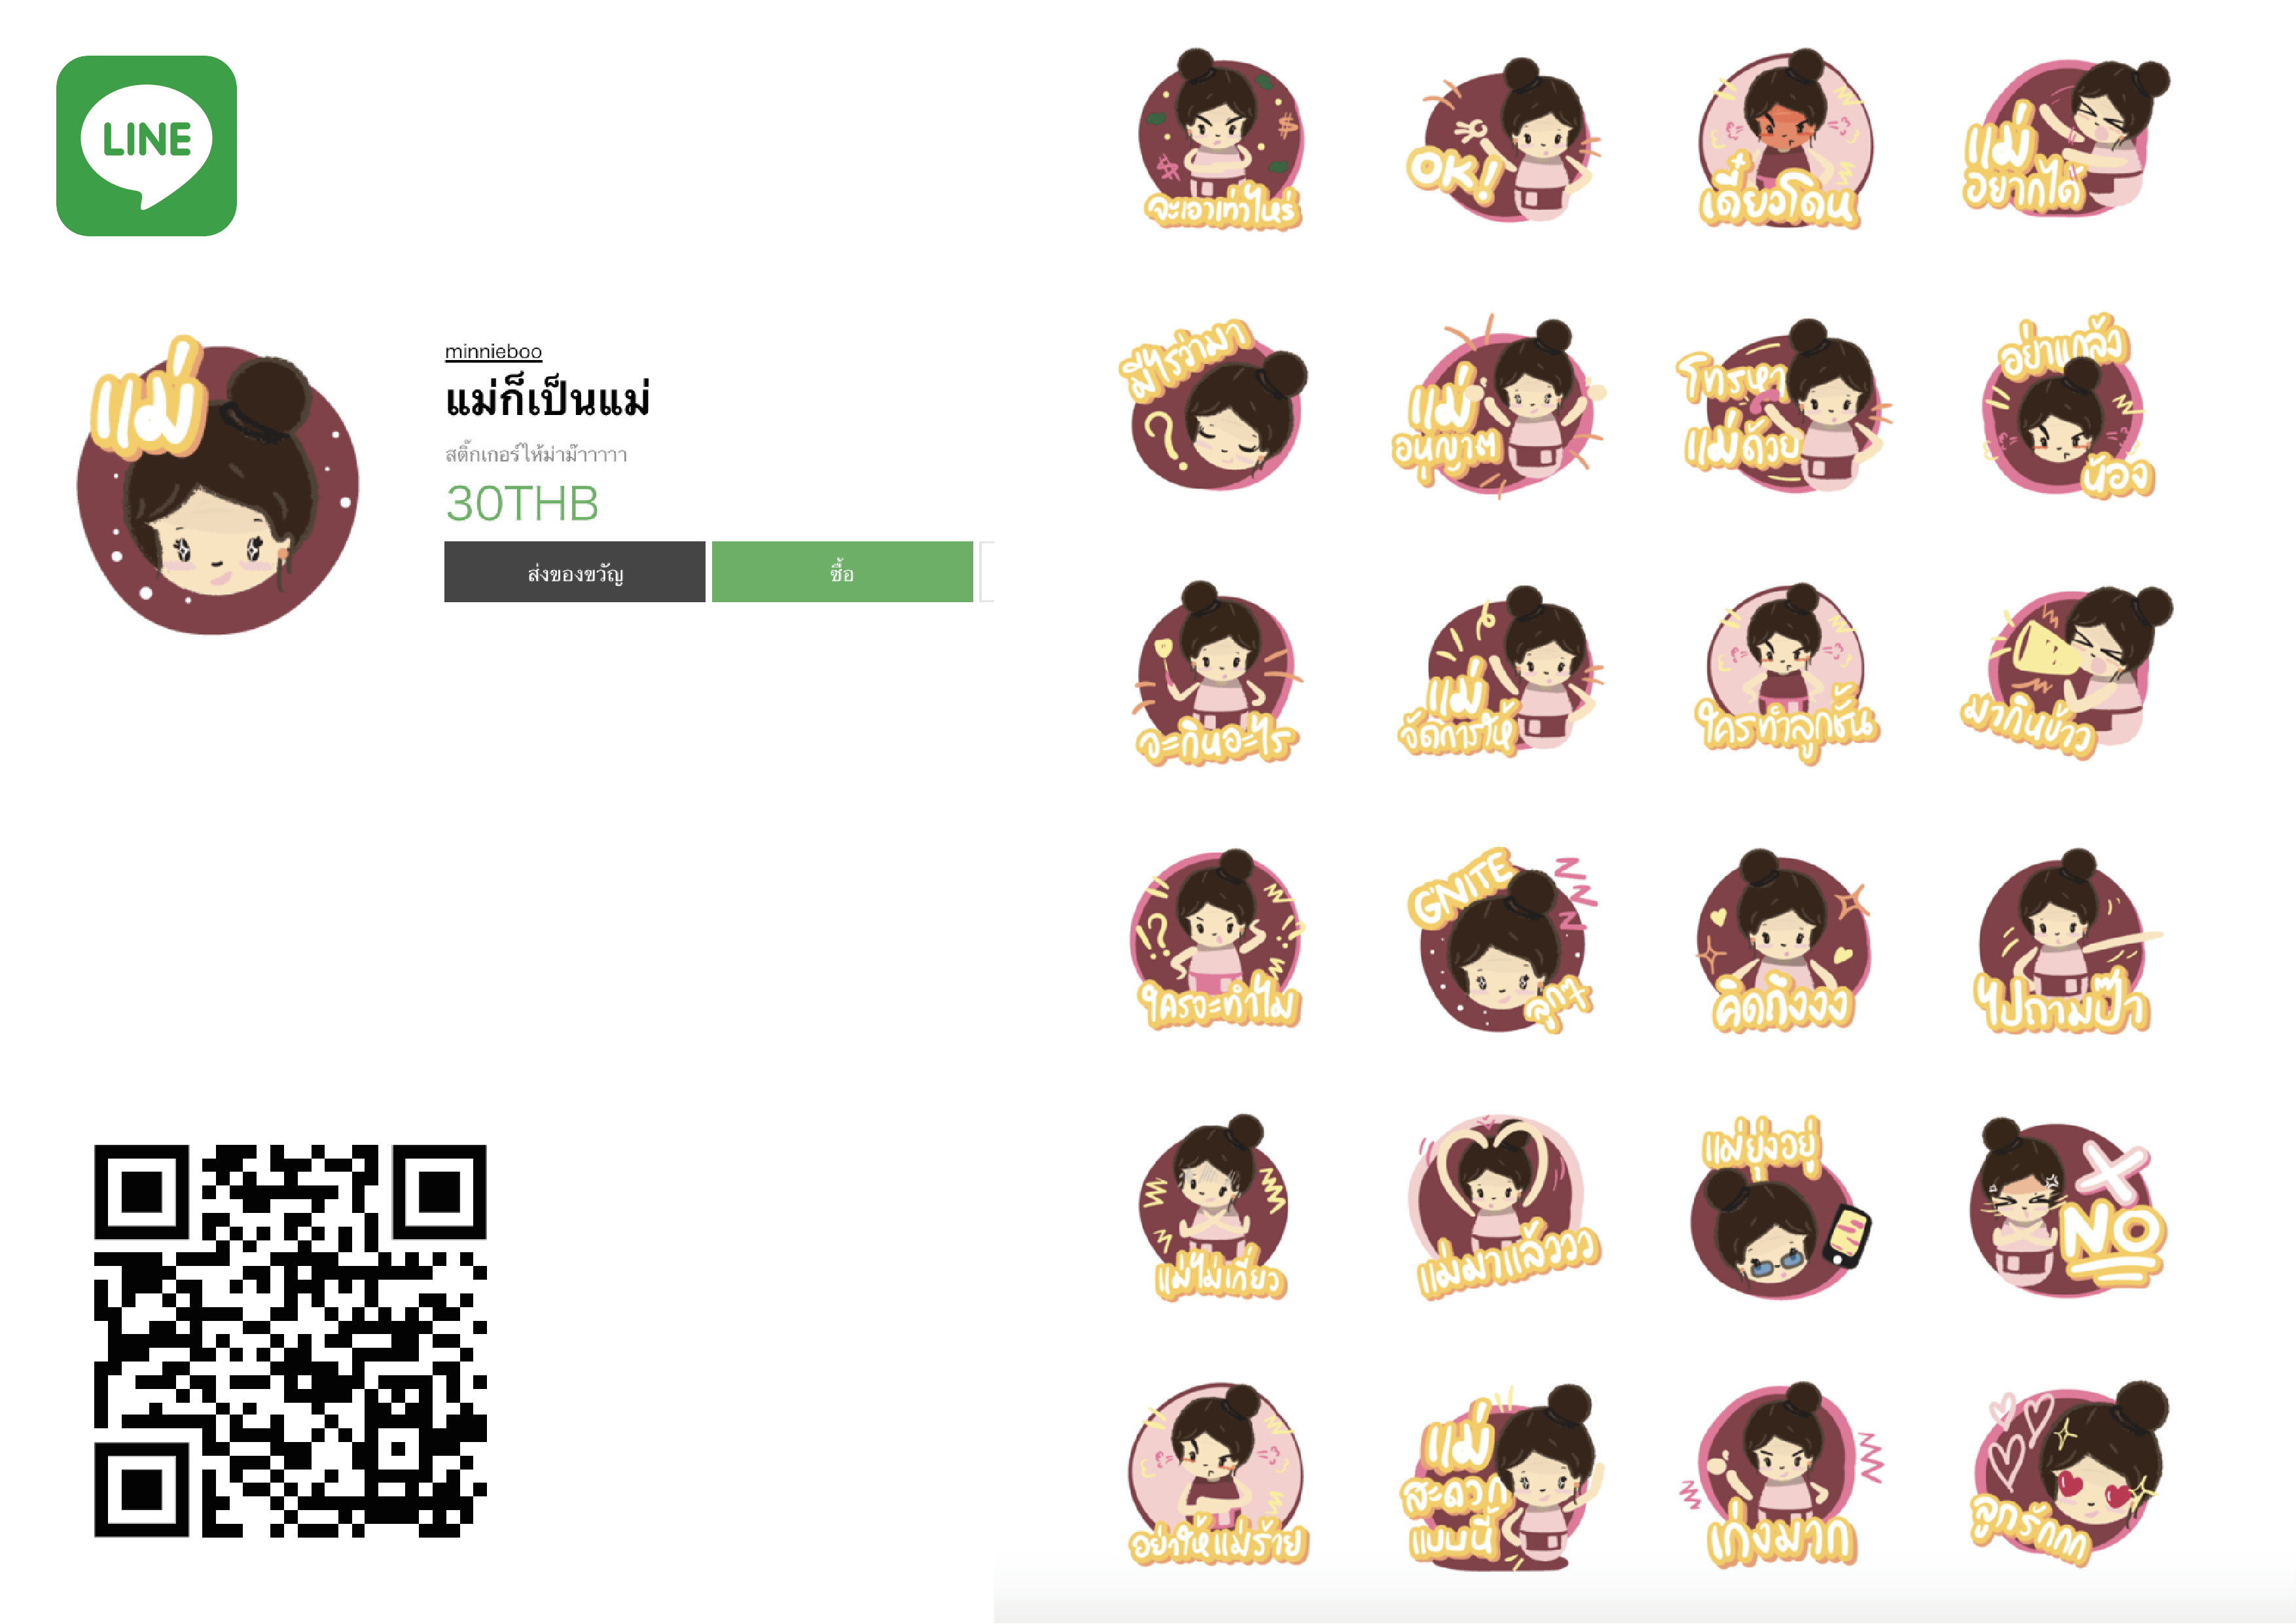 LINE
แม่
minnieboo
แม่ก็เป็นแม่
สติ๊กเกอร์ให้ม่าม๊าาาาา
30THB
ส่งของขวัญ
ซื้อ
จะเอาเท่าไหร่
OK!
เดี๋ยวโดน
แม่
อยากได้
มีไรว่ามา
?
แม่
อนุญาต
โทรหา
แม่ด้วย
อย่าแกล้ง
น้อง
จะกินอะไร
แม่
จัดการให้
ใครทำลูกชั้น
มากินข้าว
!? !?
ใครจะทำไม
GNITE
ลูกๆ
zzz
คิดถึงงง
ไปถามป๊า
แม่ไม่เกี่ยว
แม่มาแล้ววว
แม่ยุ่งอยู่
NO
อย่าให้แม่ร้าย
แม่
สะดวก
แบบนี้
เก่งมาก
ลูกรักกก